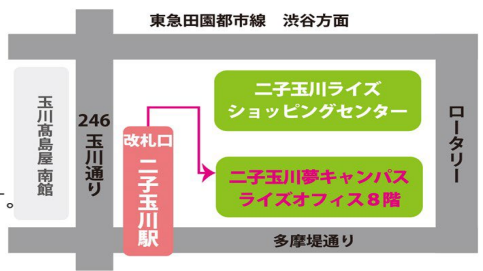 東急田園都市線　渋谷方面
玉川髙島屋 南館
246
玉川通り
改札口
二子玉川駅
二子玉川ライズ
ショッピングセンター
二子玉川夢キャンパス
ライズオフィス8階
ロータリー
多摩堤通り
。